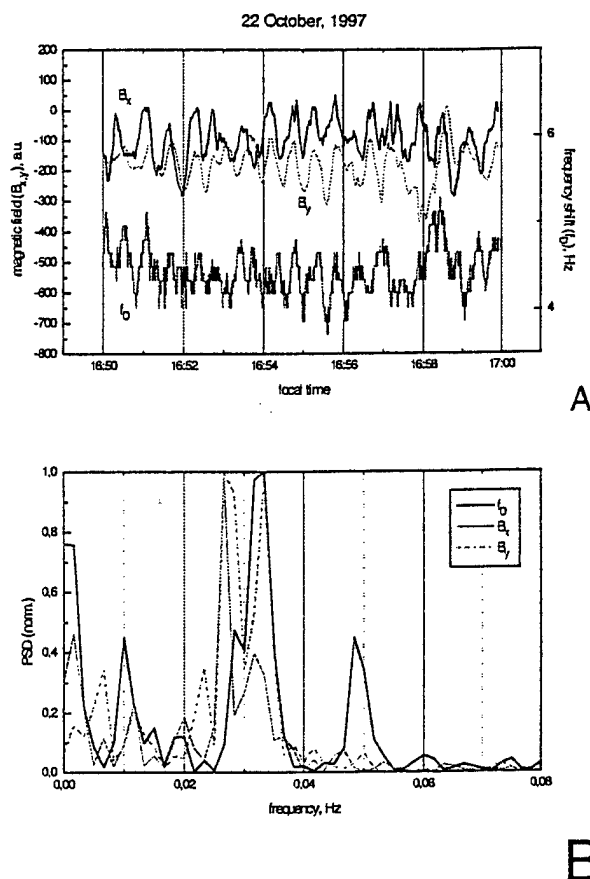 22 October, 1997
200
100
0
-100
-200
-300
-400
-500
-600
-700
-800
magnetic field (Bx,y), a.u.
Bx
By
fD
6
4
frequency shift (fD), Hz
16:50
16:52
16:54
16:56
16:58
17:00
local time
A
1,0
0,8
0,6
0,4
0,2
0,0
PSD (norm.)
fD
Bx
By
0,00
0,02
0,04
0,06
0,08
frequency, Hz
B